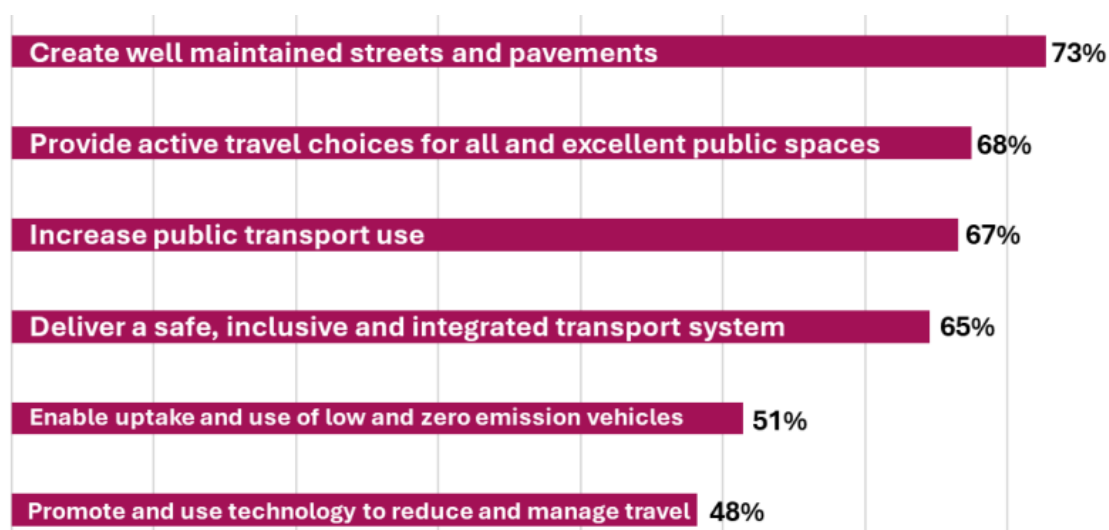 Create well maintained streets and pavements 73%
Provide active travel choices for all and excellent public spaces 68%
Increase public transport use 67%
Deliver a safe, inclusive and integrated transport system 65%
Enable uptake and use of low and zero emission vehicles 51%
Promote and use technology to reduce and manage travel 48%